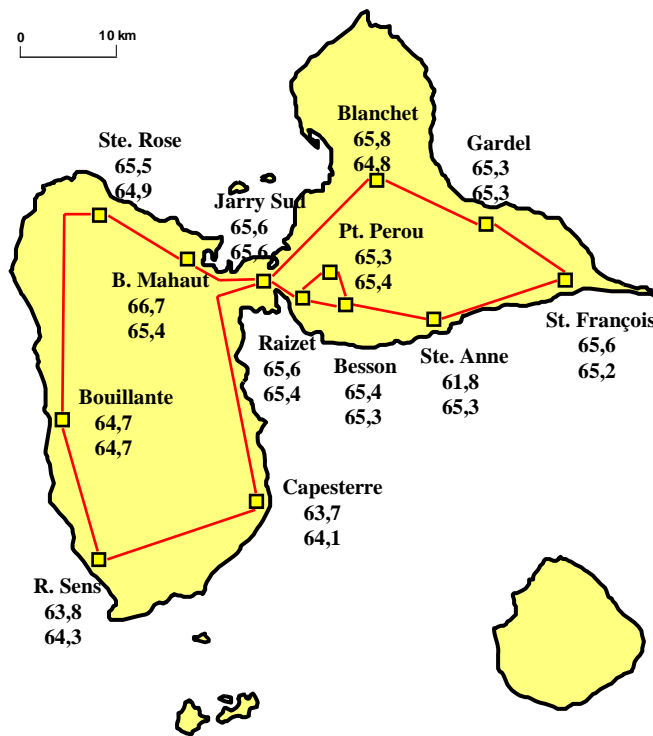 0
10 km
Blanchet
65,8
64,8
Ste. Rose
65,5
64,9
Gardel
65,3
65,3
Jarry Sud
65,6
65,6
Pt. Perou
65,3
65,4
B. Mahaut
66,7
65,4
St. François
65,6
65,2
Raizet
65,6
65,4
Besson
65,4
65,3
Ste. Anne
61,8
65,3
Bouillante
64,7
64,7
Capesterre
63,7
64,1
R. Sens
63,8
64,3